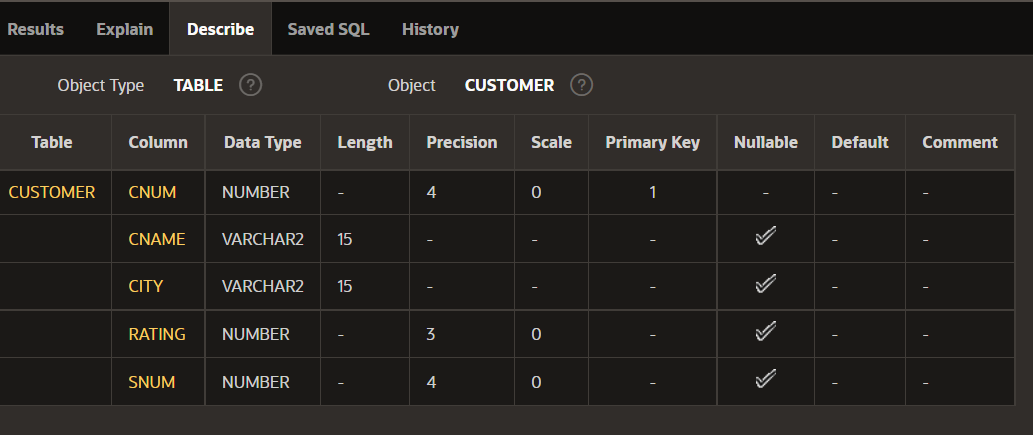 Results Explain Describe Saved SQL History
Object Type TABLE ? Object CUSTOMER ?
Table Column Data Type Length Precision Scale Primary Key Nullable Default Comment
CUSTOMER CNUM NUMBER - 4 0 1 - - -
CNAME VARCHAR2 15 - - - - -
CITY VARCHAR2 15 - - - - -
RATING NUMBER - 3 0 - - -
SNUM NUMBER - 4 0 - - -